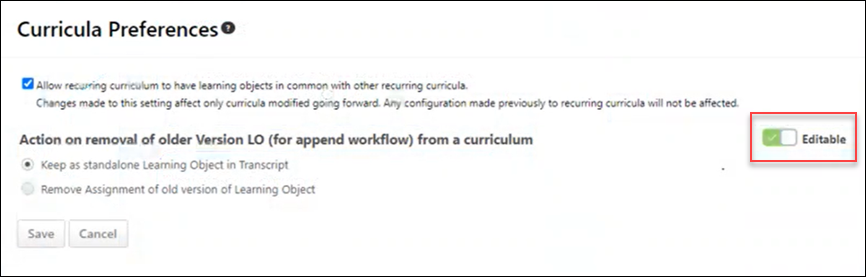 Curricula Preferences?
Allow recurring curriculum to have learning objects in common with other recurring curricula.
Changes made to this setting affect only curricula modified going forward. Any configuration made previously to recurring curricula will not be affected.
Action on removal of older Version LO (for append workflow) from a curriculum
Editable
Keep as standalone Learning Object in Transcript
Remove Assignment of old version of Learning Object
Save Cancel